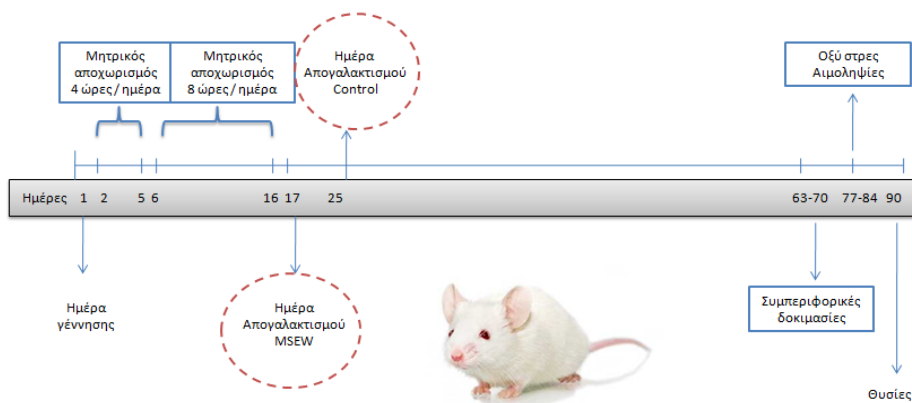 Μητρικός
αποχωρισμός
4 ώρες / ημέρα
Μητρικός
αποχωρισμός
8 ώρες / ημέρα
Ημέρα
Απογαλακτισμού
Control
Οξύ στρες
Αιμοληψίες
Ημέρες 1 2 5 6 16 17 25 63-70 77-84 90
Ημέρα
γέννησης
Ημέρα
Απογαλακτισμού
MSEW
Συμπεριφορικές
δοκιμασίες
Θυσίες